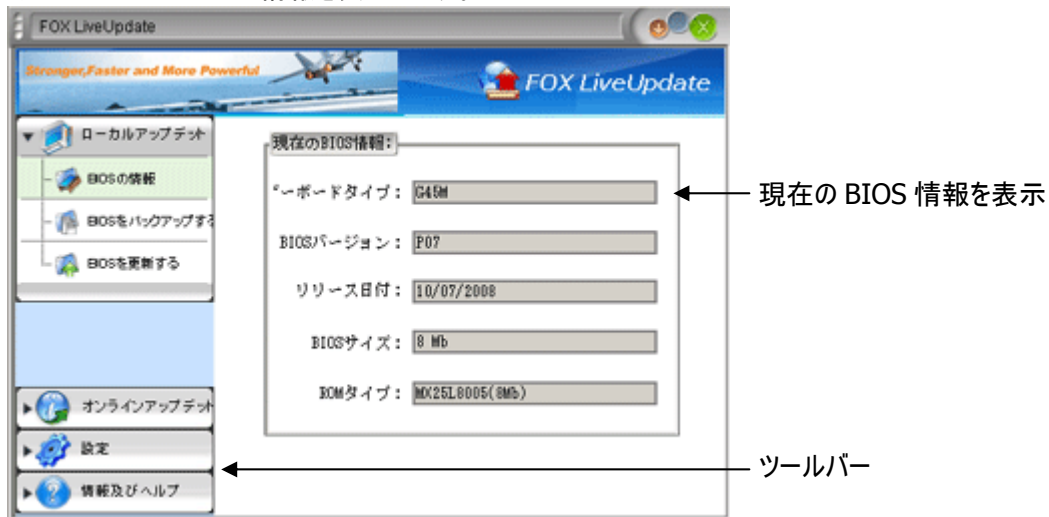 FOX LiveUpdate
Stronger,Faster and More Powerful
FOX LiveUpdate
ローカルアップデット
BIOSの情報
BIOSをバックアップする
BIOSを更新する
オンラインアップデット
設定
情報及びヘルプ
現在のBIOS情報:
ーボードタイプ: G45M
BIOSバージョン: P07
リリース日付: 10/07/2008
BIOSサイズ: 8 Mb
ROMタイプ: MX25L8005(8Mb)
現在の BIOS 情報を表示
ツールバー